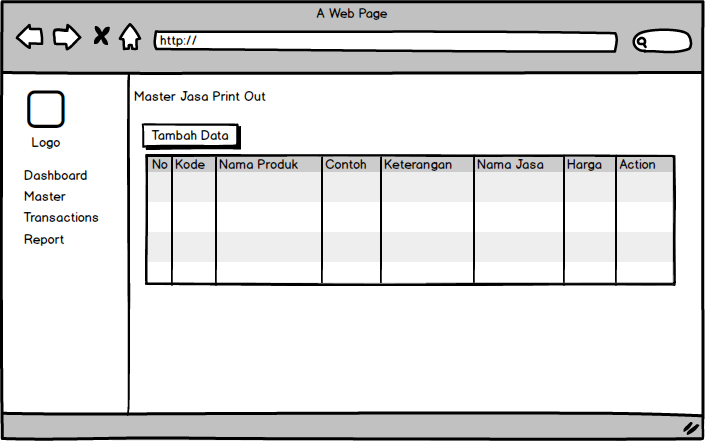 A Web Page
http://
Logo
Dashboard
Master
Transactions
Report
Master Jasa Print Out
Tambah Data
No Kode Nama Produk Contoh Keterangan Nama Jasa Harga Action